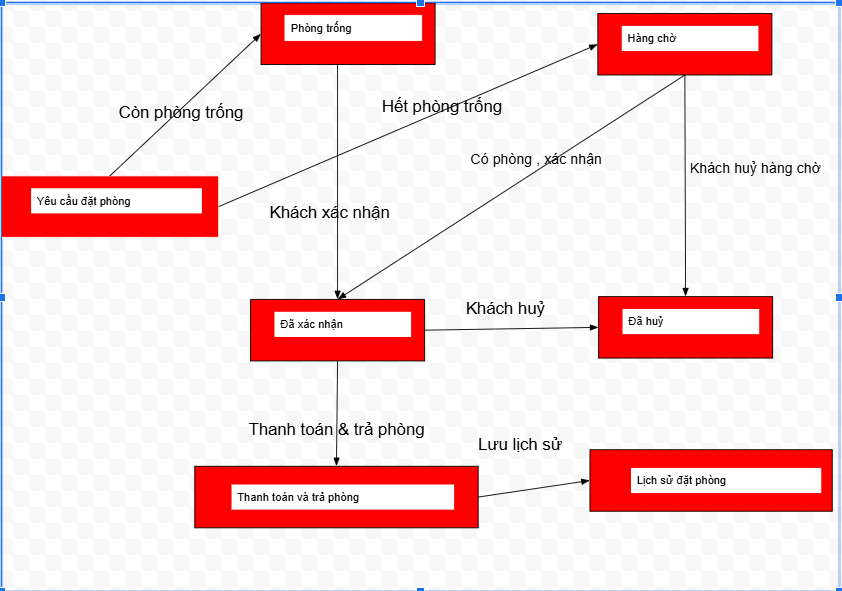 Phòng trống
Hàng chờ
Còn phòng trống
Hết phòng trống
Có phòng , xác nhận
Khách huỷ hàng chờ
Yêu cầu đặt phòng
Khách xác nhận
Đã xác nhận
Khách huỷ
Đã huỷ
Thanh toán & trả phòng
Lưu lịch sử
Thanh toán và trả phòng
Lịch sử đặt phòng